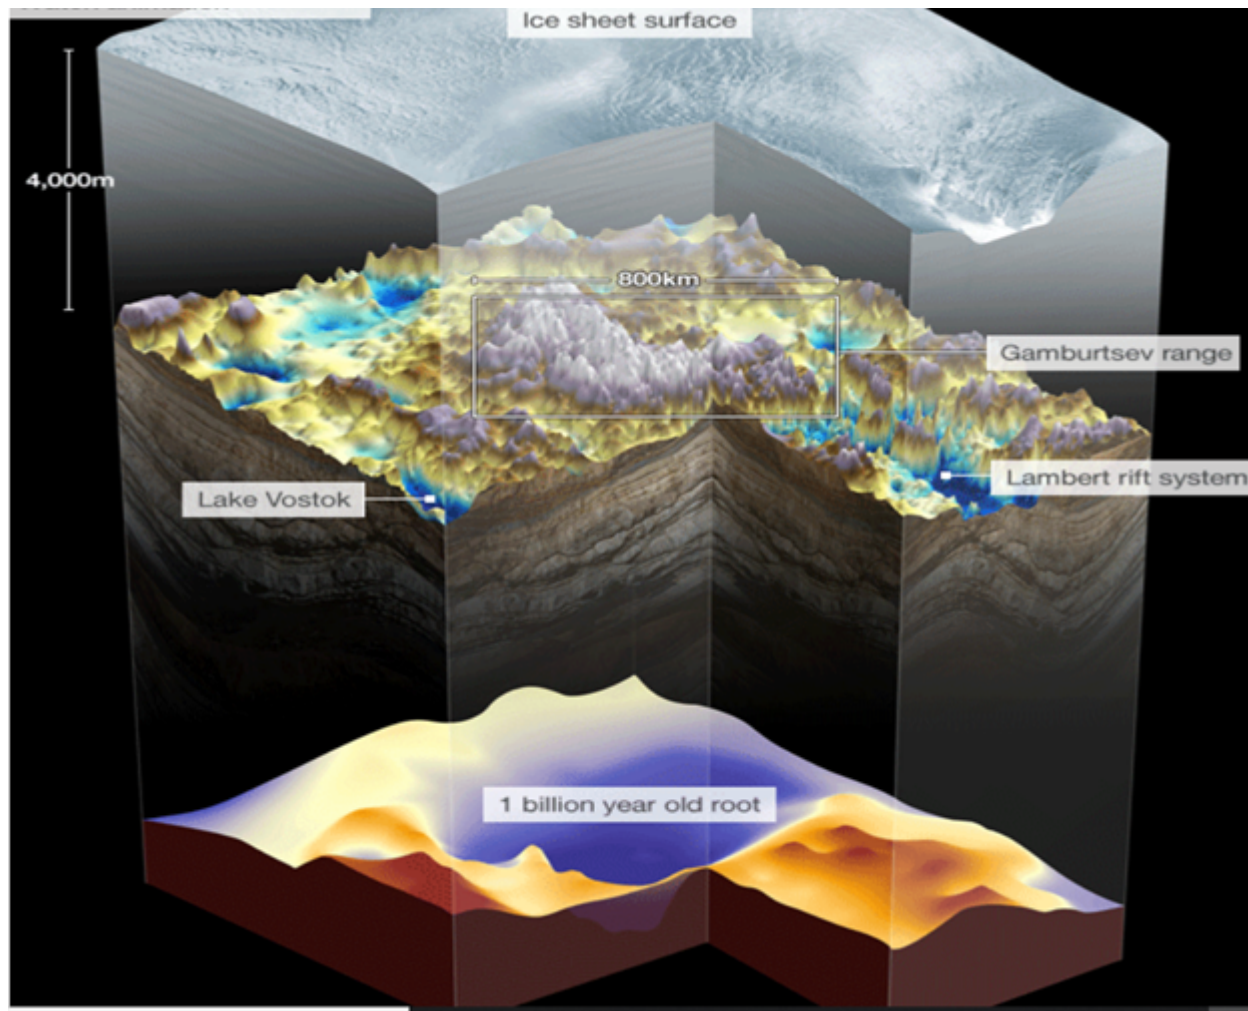 Ice sheet surface
4,000m
800km
Gamburtsev range
Lambert rift system
Lake Vostok
1 billion year old root